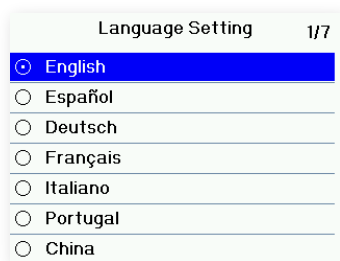 Language Setting 1/7
English
Español
Deutsch
Français
Italiano
Portugal
China